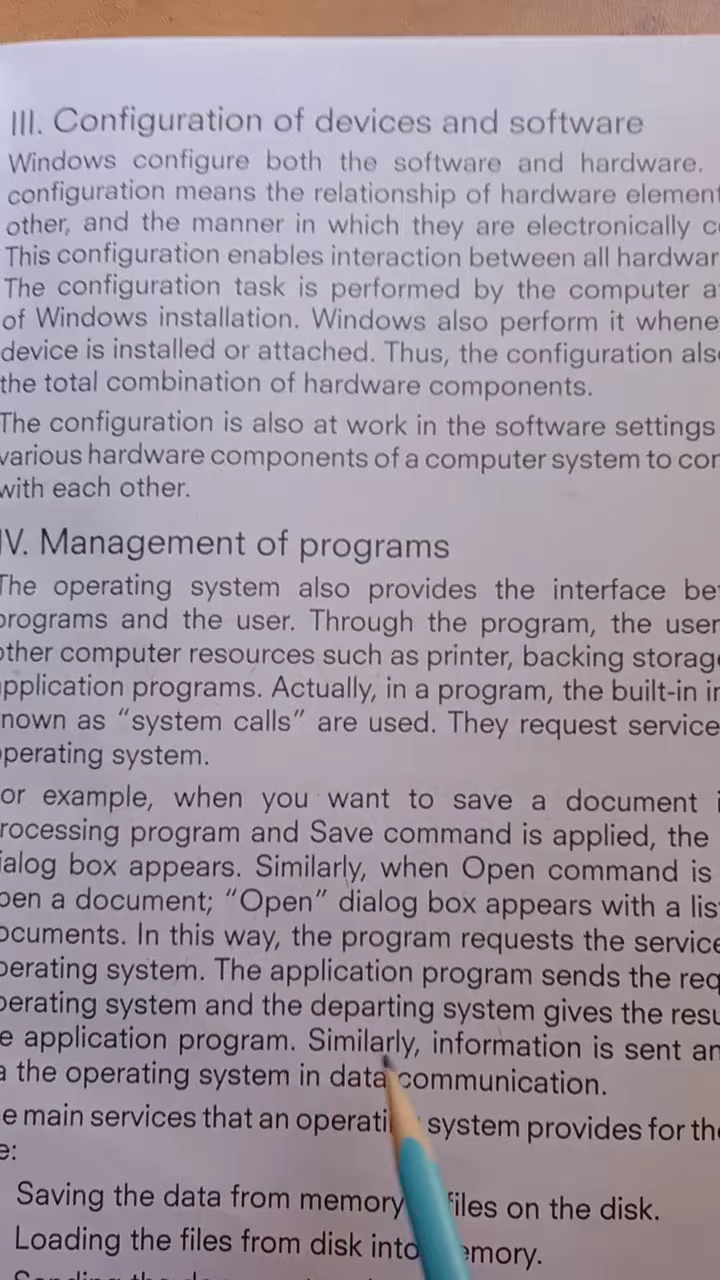 III. Configuration of devices and software
Windows configure both the software and hardware.
configuration means the relationship of hardware element
other, and the manner in which they are electronically
This configuration enables interaction between all hardwar
The configuration task is performed by the computer a
of Windows installation. Windows also perform it whene
device is installed or attached. Thus, the configuration als
the total combination of hardware components.
The configuration is also at work in the software settings
various hardware components of a computer system to
with each other.
IV. Management of programs
The operating system also provides the interface be
programs and the user. Through the program, the user
other computer resources such as printer, backing storag
pplication programs. Actually, in a program, the built-in
nown as “system calls” are used. They request service
perating system.
or example, when you want to save a document
rocessing program and Save command is applied, the
ialog box appears. Similarly, when Open command is
pen a document; “Open” dialog box appears with a lis
ocuments. In this way, the program requests the service
perating system. The application program sends the req
perating system and the departing system gives the resu
e application program. Similarly, information is sent an
a the operating system in data communication.
e main services that an operati system provides for the
e:
Saving the data from memory files on the disk.
Loading the files from disk into emory.